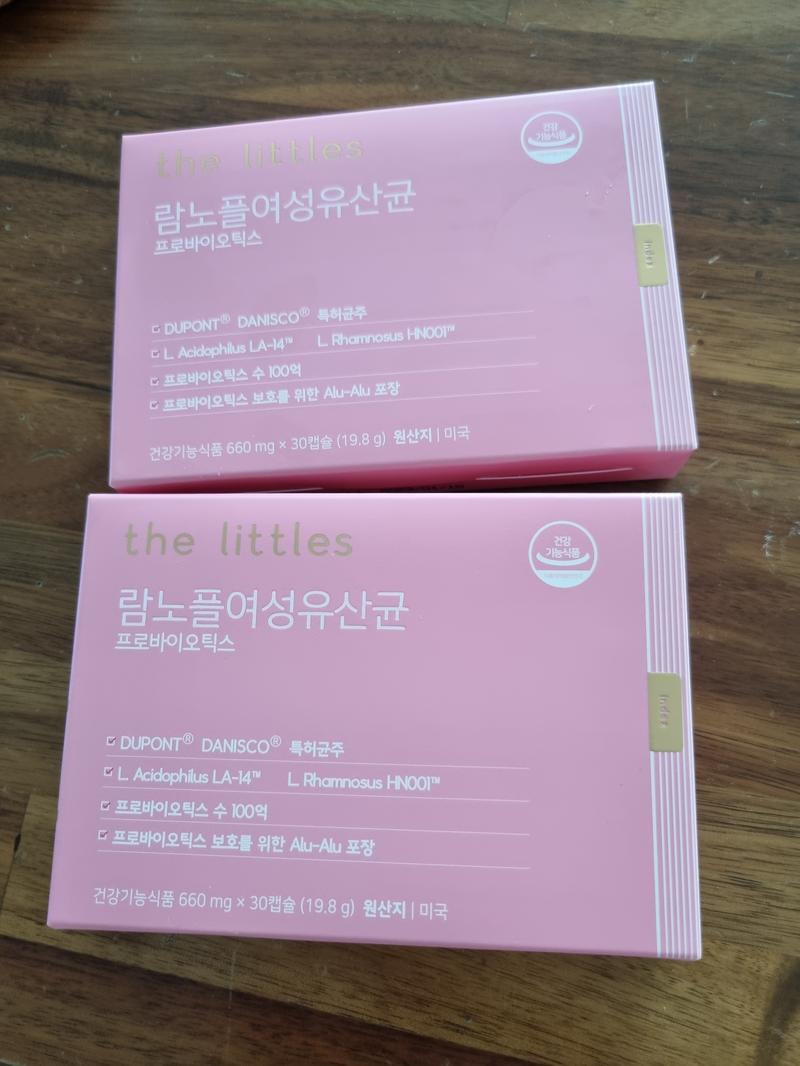 the littles
건강
기능식품
람노플여성유산균
프로바이오틱스
index
DUPONT® DANISCO® 특허균주
L. Acidophilus LA-14™ L. Rhamnosus HN001™
프로바이오틱스 수 100억
프로바이오틱스 보호를 위한 Alu-Alu 포장
건강기능식품 660 mg × 30캡슐 (19.8 g) 원산지 | 미국
the littles
건강
기능식품
람노플여성유산균
프로바이오틱스
index
DUPONT® DANISCO® 특허균주
L. Acidophilus LA-14™ L. Rhamnosus HN001™
프로바이오틱스 수 100억
프로바이오틱스 보호를 위한 Alu-Alu 포장
건강기능식품 660 mg × 30캡슐 (19.8 g) 원산지 | 미국